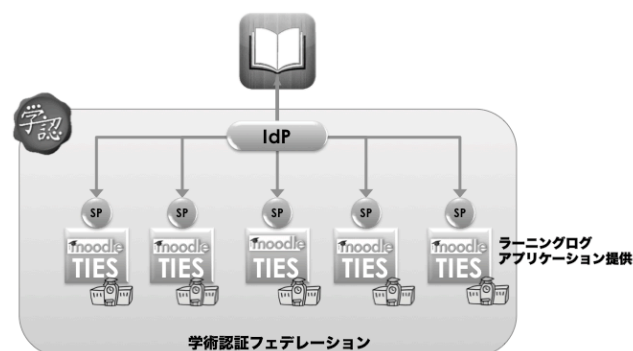 学認
IdP
SP
SP
SP
SP
SP
moodle
TIES
moodle
TIES
moodle
TIES
moodle
TIES
moodle
TIES
ラーニングログ
アプリケーション提供
学術認証フェデレーション